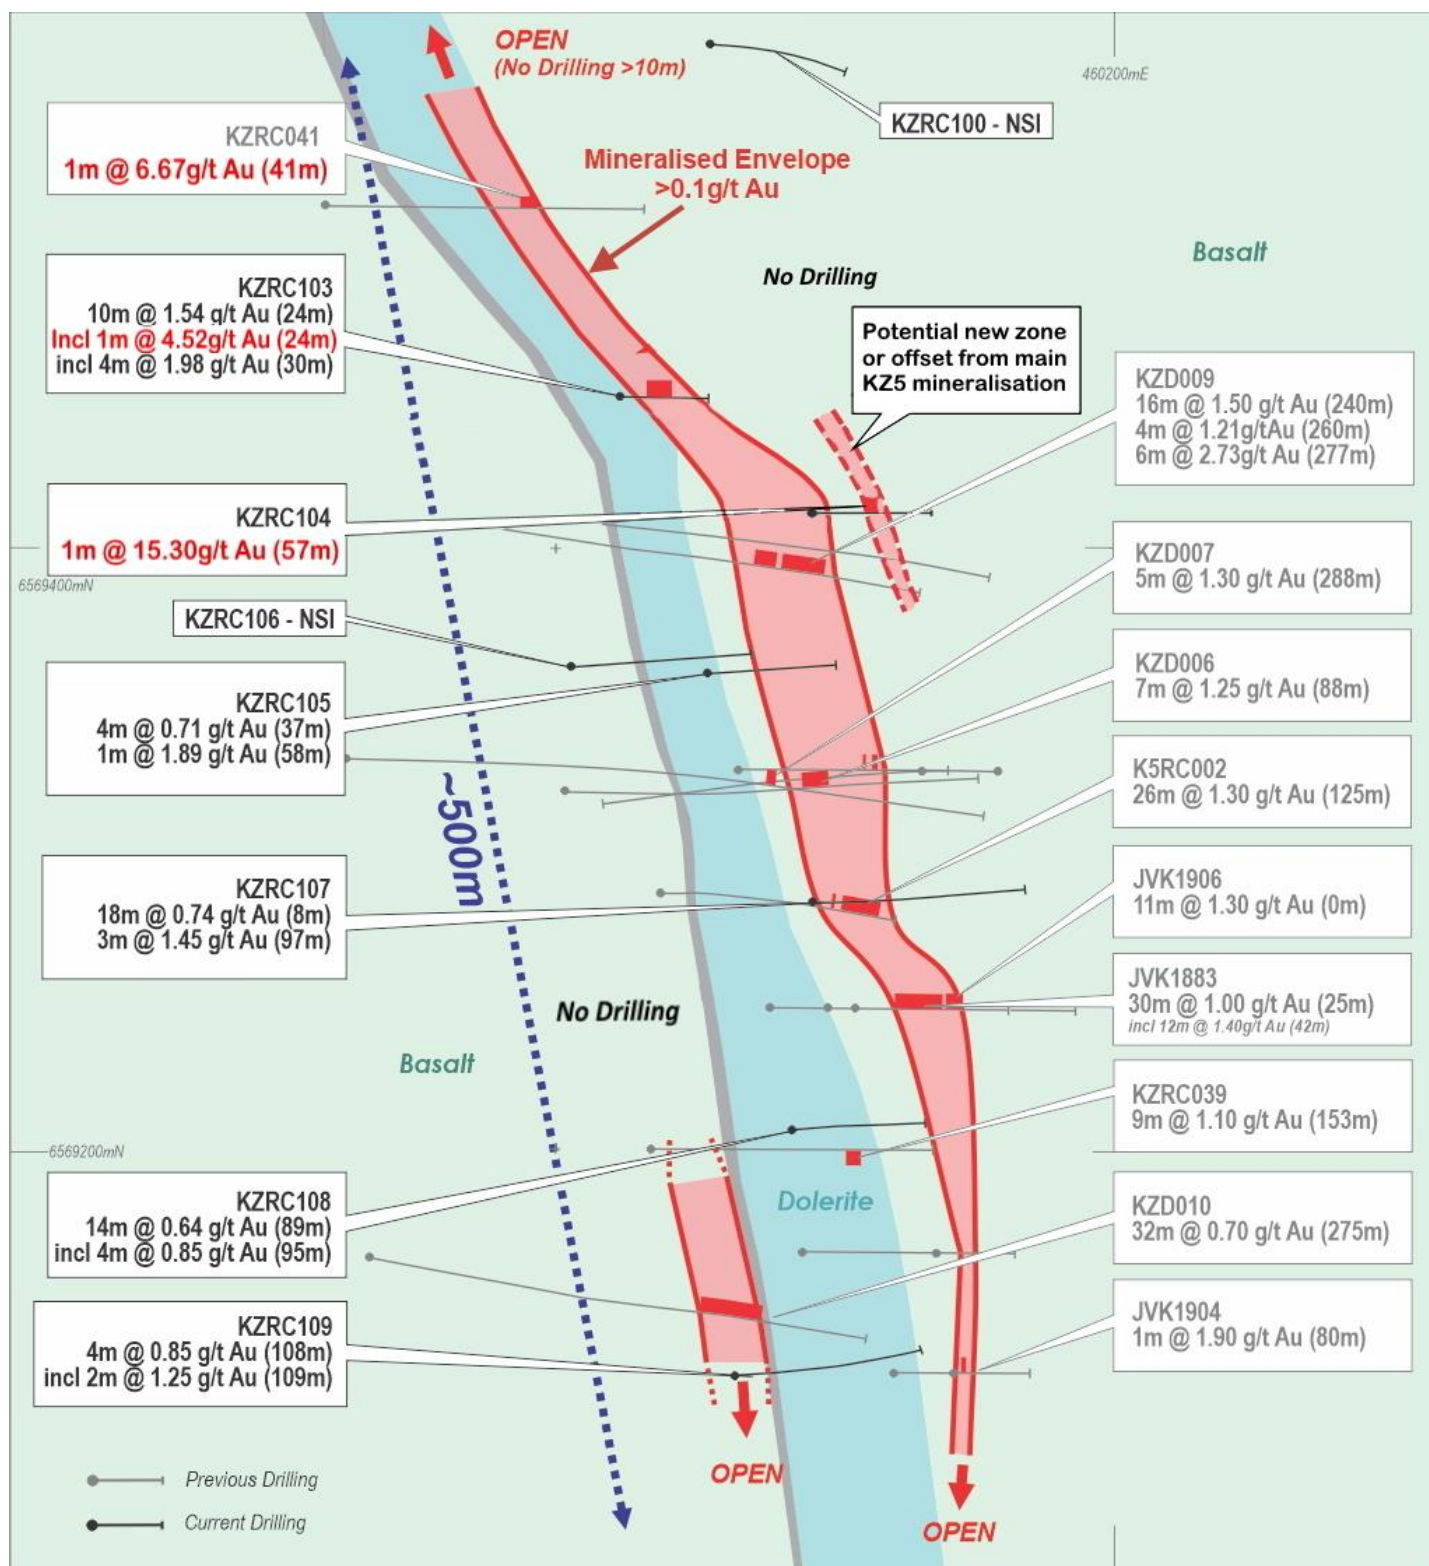 OPEN
(No Drilling >10m)
460200mE
KZRC100 - NSI
KZRC041
1m @ 6.67g/t Au (41m)
Mineralised Envelope
>0.1g/t Au
Basalt
No Drilling
KZRC103
10m @ 1.54 g/t Au (24m)
Incl 1m @ 4.52g/t Au (24m)
incl 4m @ 1.98 g/t Au (30m)
Potential new zone
or offset from main
KZ5 mineralisation
KZD009
16m @ 1.50 g/t Au (240m)
4m @ 1.21g/tAu (260m)
6m @ 2.73g/t Au (277m)
KZRC104
1m @ 15.30g/t Au (57m)
6569400mN
KZD007
5m @ 1.30 g/t Au (288m)
KZRC106 - NSI
KZD006
7m @ 1.25 g/t Au (88m)
KZRC105
4m @ 0.71 g/t Au (37m)
1m @ 1.89 g/t Au (58m)
~500m
K5RC002
26m @ 1.30 g/t Au (125m)
KZRC107
18m @ 0.74 g/t Au (8m)
3m @ 1.45 g/t Au (97m)
JVK1906
11m @ 1.30 g/t Au (0m)
JVK1883
30m @ 1.00 g/t Au (25m)
incl 12m @ 1.40g/t Au (42m)
No Drilling
Basalt
KZRC039
9m @ 1.10 g/t Au (153m)
6569200mN
KZRC108
14m @ 0.64 g/t Au (89m)
incl 4m @ 0.85 g/t Au (95m)
Dolerite
KZD010
32m @ 0.70 g/t Au (275m)
KZRC109
4m @ 0.85 g/t Au (108m)
incl 2m @ 1.25 g/t Au (109m)
JVK1904
1m @ 1.90 g/t Au (80m)
OPEN
OPEN
Previous Drilling
Current Drilling